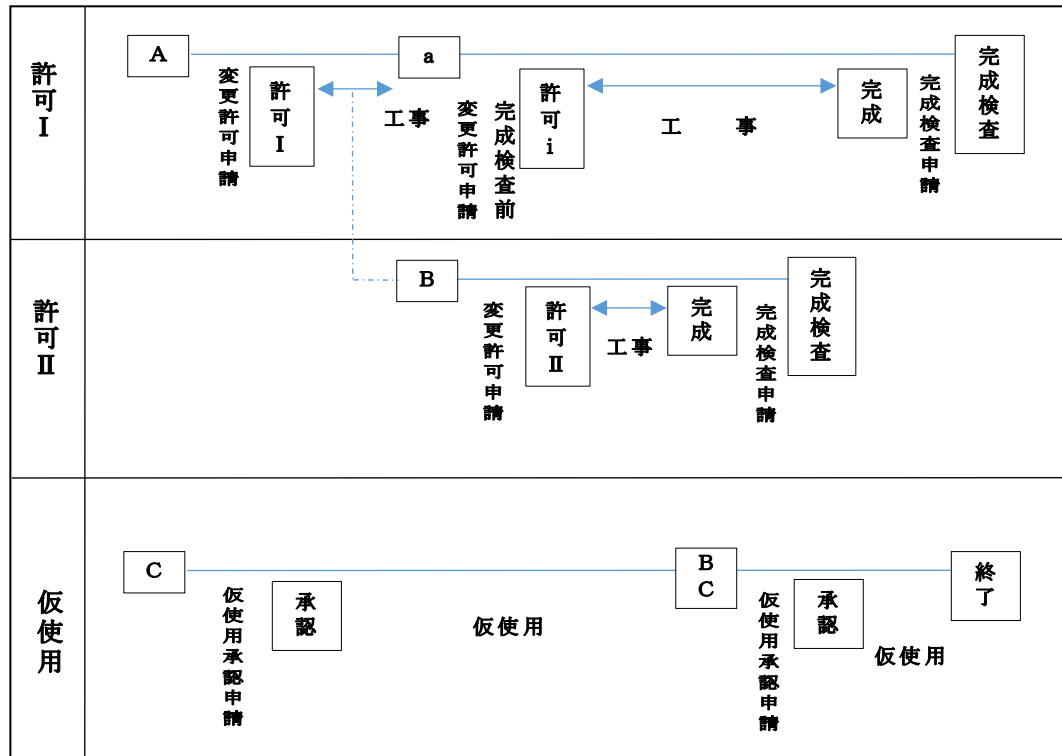 許可Ⅰ
A
変更許可申請
許可Ⅰ
工事
a
変更許可申請
完成検査前
許可ⅰ
工 事
完成
完成検査申請
完成検査
許可Ⅱ
B
変更許可申請
許可Ⅱ
工事
完成
完成検査申請
完成検査
仮使用
C
仮使用承認申請
承認
仮使用
BC
仮使用承認申請
承認
仮使用
終了